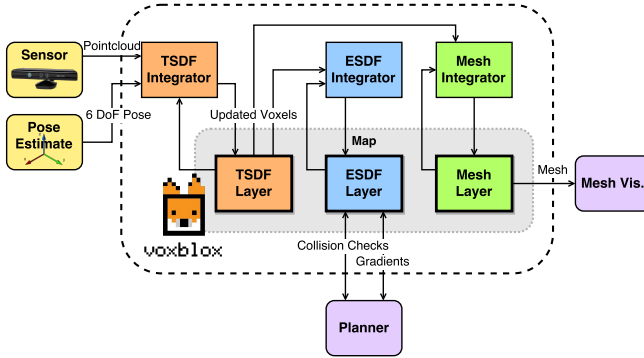 Sensor
Pointcloud
TSDF
Integrator
ESDF
Integrator
Mesh
Integrator
6 DoF Pose
Updated Voxels
Pose
Estimate
Map
TSDF
Layer
ESDF
Layer
Mesh
Layer
Mesh
Mesh Vis.
voxblox
Collision Checks
Gradients
Planner